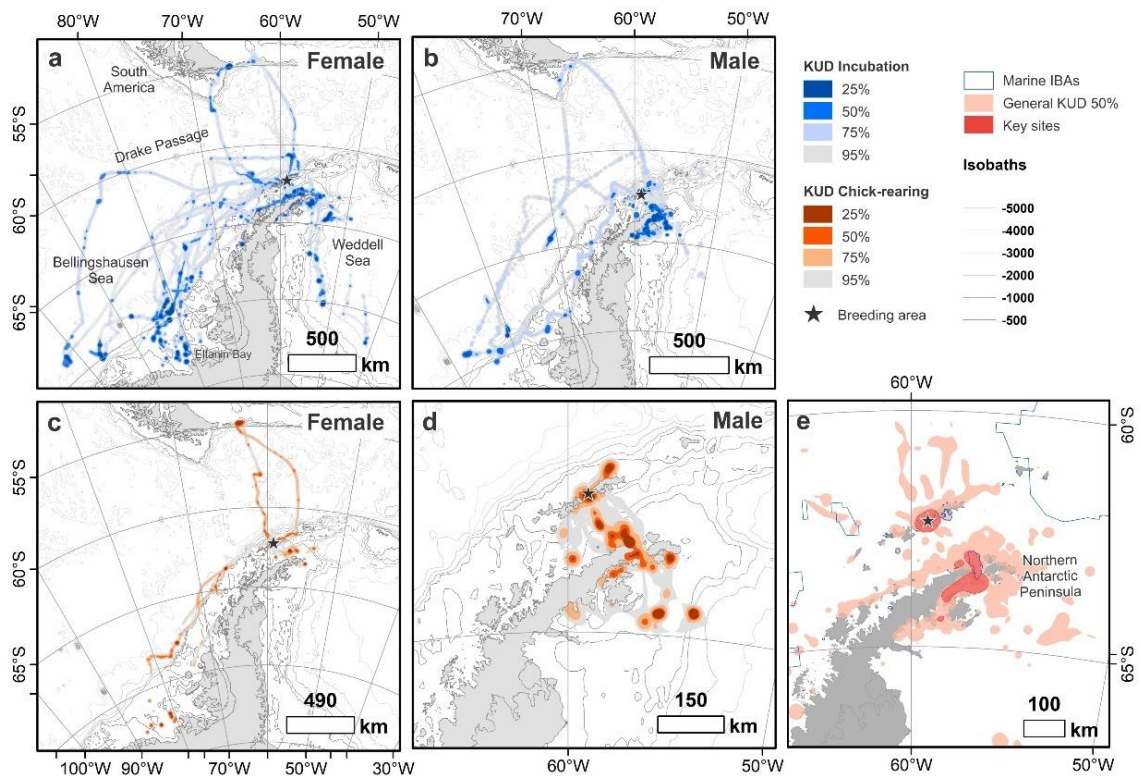 80°W 70°W 60°W 50°W
a Female
South
America
Drake Passage
Bellingshausen
Sea
Weddell
Sea
Eltanin Bay
500
km
55°S
60°S
65°S
70°W 60°W 50°W
b Male
500
km
KUD Incubation
25%
50%
75%
95%
KUD Chick-rearing
25%
50%
75%
95%
Breeding area
Marine IBAs
General KUD 50%
Key sites
Isobaths
-5000
-4000
-3000
-2000
-1000
-500
c Female
55°S
60°S
65°S
490
km
100°W 90°W 80°W 70°W 60°W 50°W 40°W 30°W
d Male
150
km
60°W 50°W
60°W
e
60°S
65°S
Northern
Antarctic
Peninsula
100
km
60°W 50°W